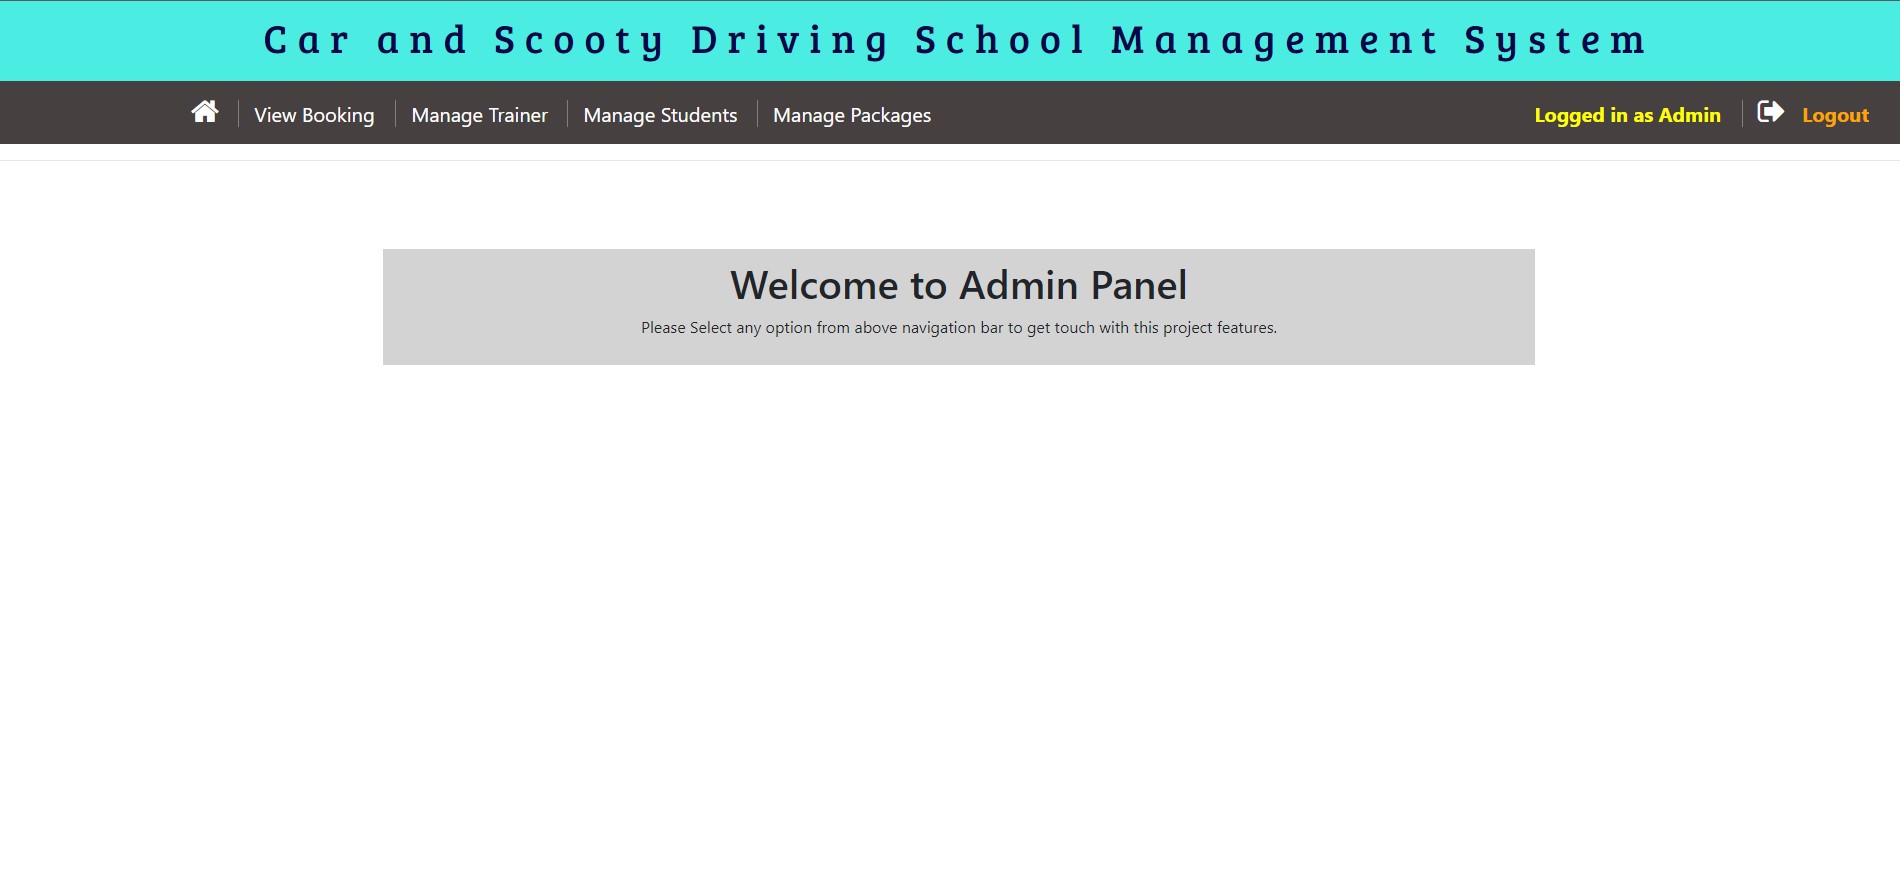 Car and Scooty Driving School Management System
View Booking Manage Trainer Manage Students Manage Packages Logged in as Admin Logout
Welcome to Admin Panel
Please Select any option from above navigation bar to get touch with this project features.